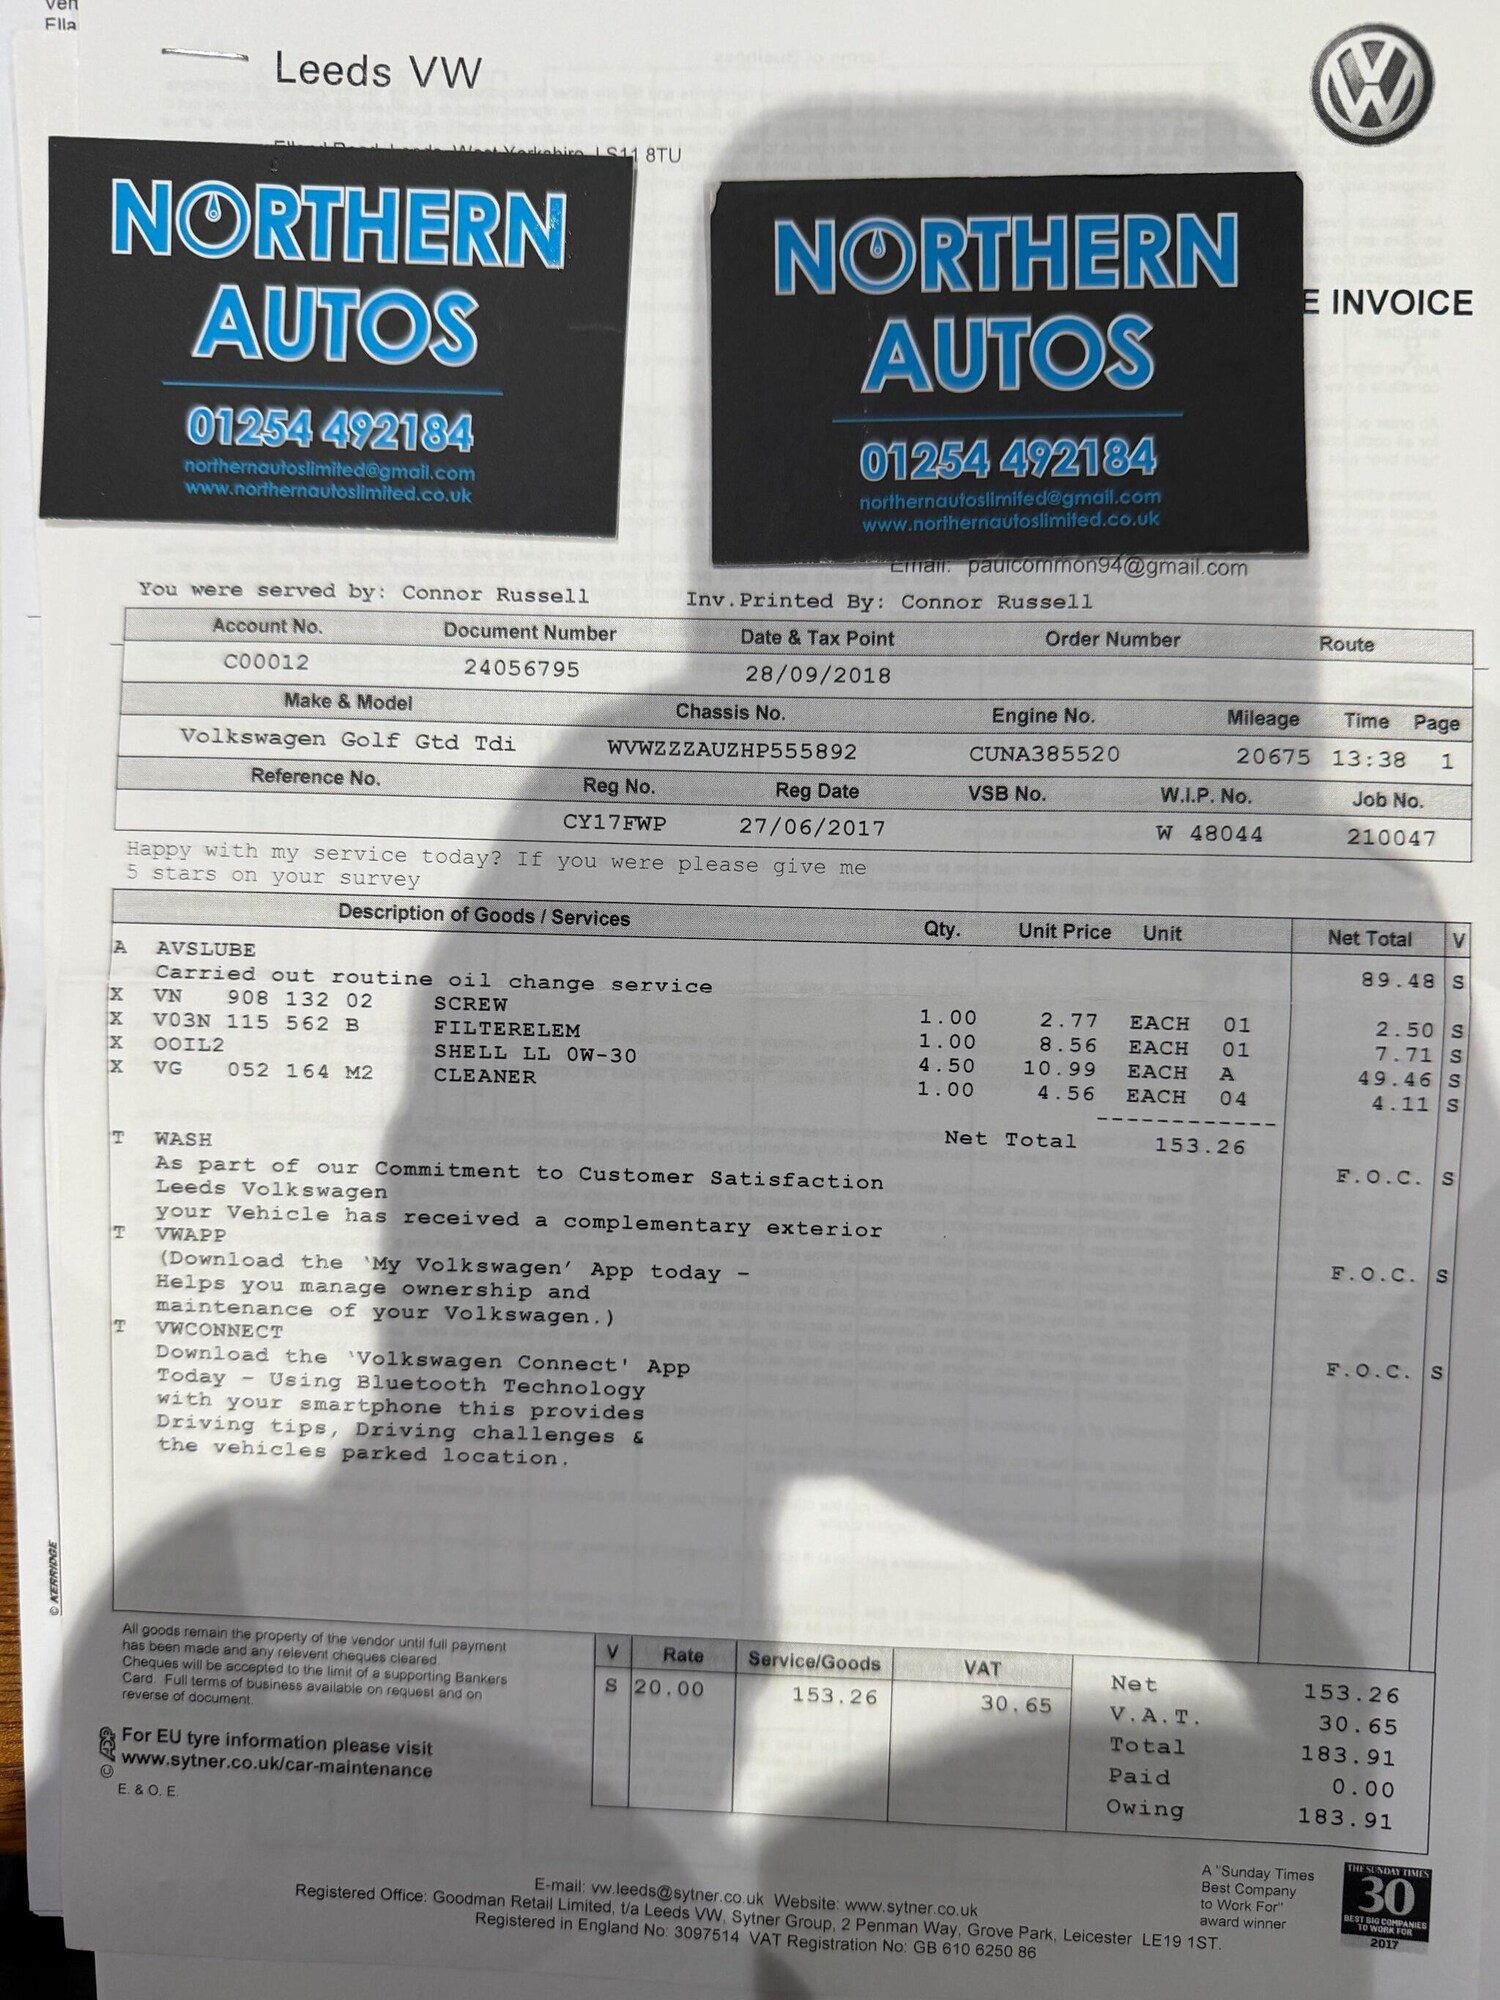 Leeds VW
LS11 8TU
NORTHERN
AUTOS
01254 492184
northernautoslimited@gmail.com
www.northernautoslimited.co.uk
NORTHERN
AUTOS
01254 492184
northernautoslimited@gmail.com
www.northernautoslimited.co.uk
E INVOICE
Email: paulcommon94@gmail.com
You were served by: Connor Russell Inv.Printed By: Connor Russell
Account No. Document Number Date & Tax Point Order Number Route
C00012 24056795 28/09/2018
Make & Model Chassis No. Engine No. Mileage Time Page
Volkswagen Golf Gtd Tdi WVWZZZAUZHP555892 CUNA385520 20675 13:38 1
Reference No. Reg No. Reg Date VSB No. W.I.P. No. Job No.
CY17FWP 27/06/2017 W 48044 210047
Happy with my service today? If you were please give me
5 stars on your survey
Description of Goods / Services Qty. Unit Price Unit Net Total V
A AVSLUBE
Carried out routine oil change service 89.48 S
X VN 908 132 02 SCREW 1.00 2.77 EACH 01 2.50 S
X V03N 115 562 B FILTERELEM 1.00 8.56 EACH 01 7.71 S
X OOIL2 SHELL LL 0W-30 4.50 10.99 EACH A 49.46 S
X VG 052 164 M2 CLEANER 1.00 4.56 EACH 04 4.11 S
------------
Net Total 153.26
T WASH F.O.C. S
As part of our Commitment to Customer Satisfaction
Leeds Volkswagen
your Vehicle has received a complementary exterior
T VWAPP F.O.C. S
(Download the 'My Volkswagen' App today -
Helps you manage ownership and
maintenance of your Volkswagen.)
T VWCONNECT F.O.C. S
Download the 'Volkswagen Connect' App
Today - Using Bluetooth Technology
with your smartphone this provides
Driving tips, Driving challenges &
the vehicles parked location.
© KERRIDGE
All goods remain the property of the vendor until full payment
has been made and any relevent cheques cleared.
Cheques will be accepted to the limit of a supporting Bankers
Card. Full terms of business available on request and on
reverse of document.
© ADP
For EU tyre information please visit
www.sytner.co.uk/car-maintenance
E. & O. E.
V Rate Service/Goods VAT
S 20.00 153.26 30.65
Net 153.26
V.A.T. 30.65
Total 183.91
Paid 0.00
Owing 183.91
E-mail: vw.leeds@sytner.co.uk Website: www.sytner.co.uk
Registered Office: Goodman Retail Limited, t/a Leeds VW, Sytner Group, 2 Penman Way, Grove Park, Leicester LE19 1ST.
Registered in England No: 3097514 VAT Registration No: GB 610 6250 86
A "Sunday Times
Best Company
to Work For"
award winner
THE SUNDAY TIMES
30
BEST BIG COMPANIES
TO WORK FOR
2017